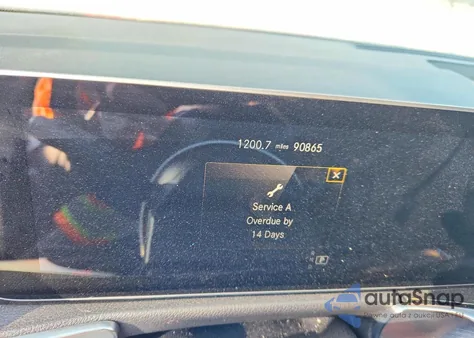 1200.7 miles 90865
Service A
Overdue by
14 Days
autoSnap